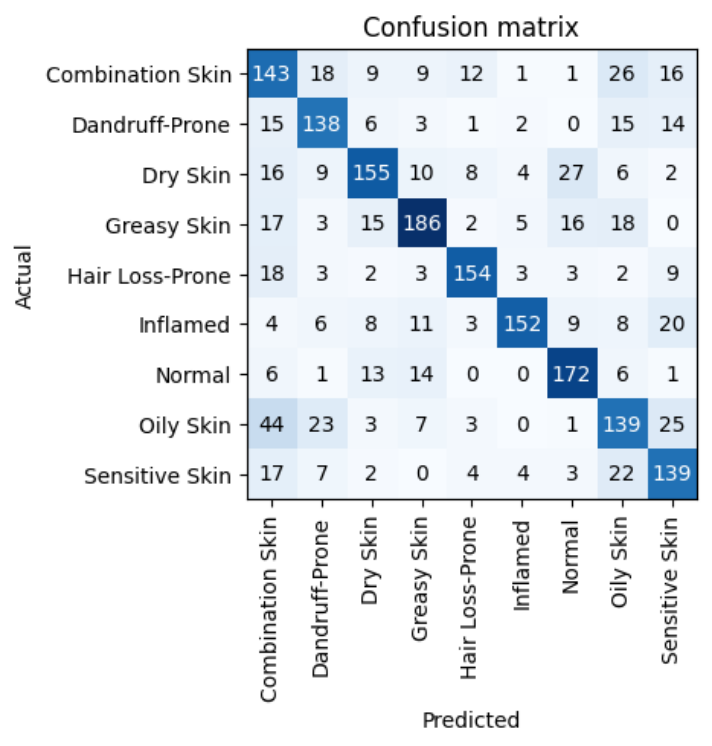 Confusion matrix
Combination Skin 143 18 9 9 12 1 1 26 16
Dandruff-Prone 15 138 6 3 1 2 0 15 14
Dry Skin 16 9 155 10 8 4 27 6 2
Greasy Skin 17 3 15 186 2 5 16 18 0
Hair Loss-Prone 18 3 2 3 154 3 3 2 9
Inflamed 4 6 8 11 3 152 9 8 20
Normal 6 1 13 14 0 0 172 6 1
Oily Skin 44 23 3 7 3 0 1 139 25
Sensitive Skin 17 7 2 0 4 4 3 22 139
Actual
Combination Skin
Dandruff-Prone
Dry Skin
Greasy Skin
Hair Loss-Prone
Inflamed
Normal
Oily Skin
Sensitive Skin
Predicted